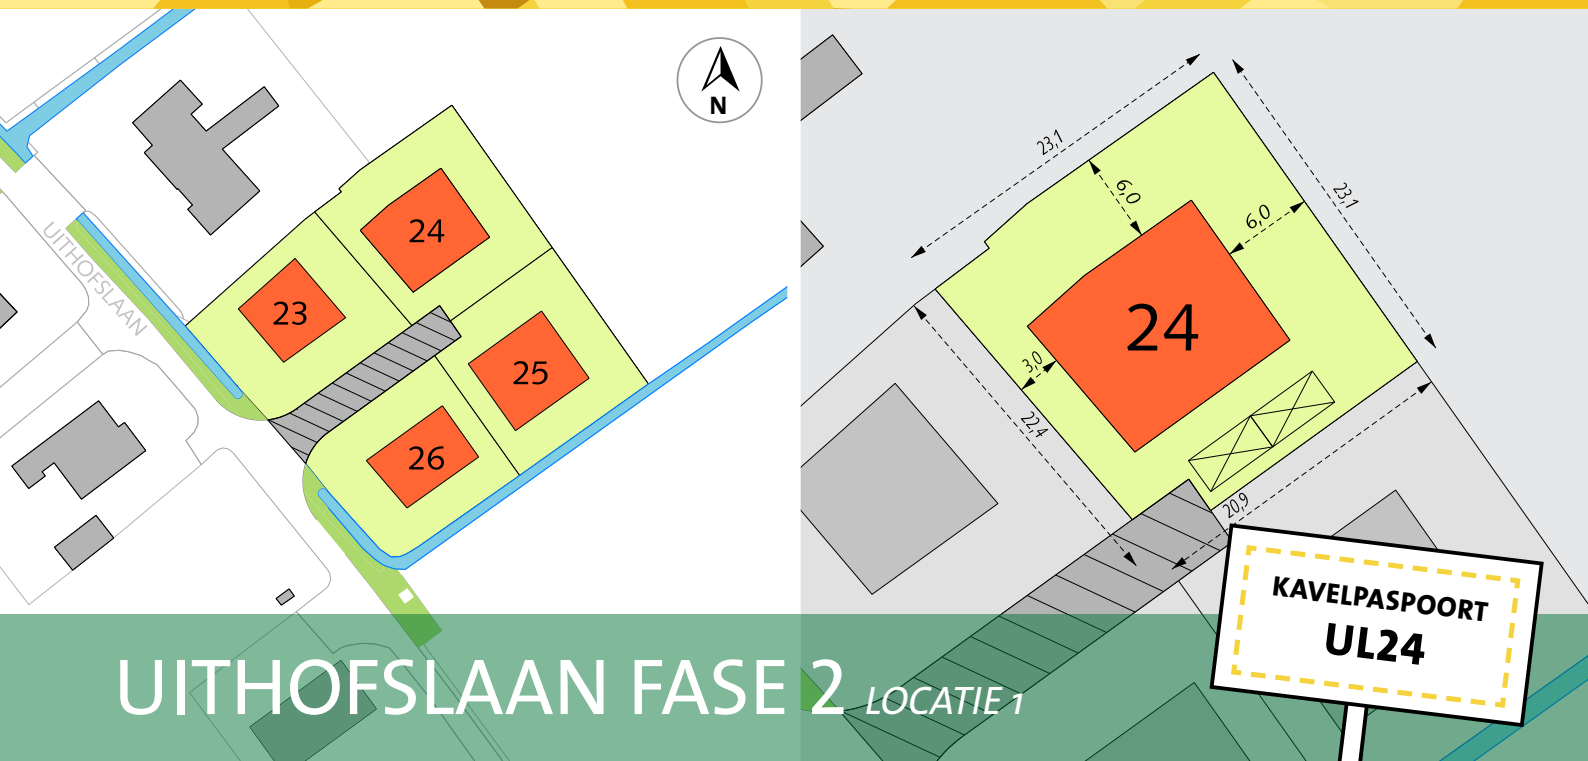 N
UITHOFSLAAN
24
23
25
26
23,1
23,1
6,0
6,0
24
3,0
22,4
20,9
KAVELPASPOORT
UL24
UITHOFSLAAN FASE 2 LOCATIE 1